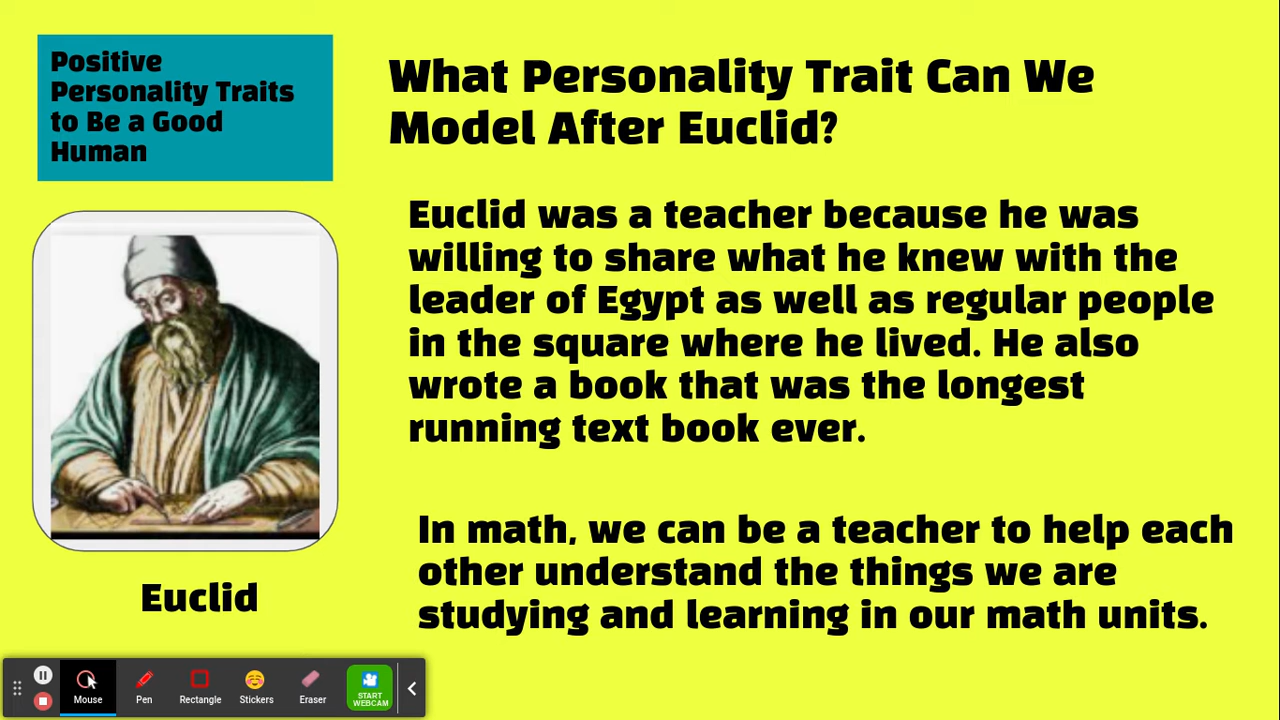 Positive
Personality Traits
to Be a Good
Human
What Personality Trait Can We
Model After Euclid?
Euclid was a teacher because he was
willing to share what he knew with the
leader of Egypt as well as regular people
in the square where he lived. He also
wrote a book that was the longest
running text book ever.
In math, we can be a teacher to help each
other understand the things we are
studying and learning in our math units.
Euclid
Mouse
Pen
Rectangle
Stickers
Eraser
START
WEBCAM